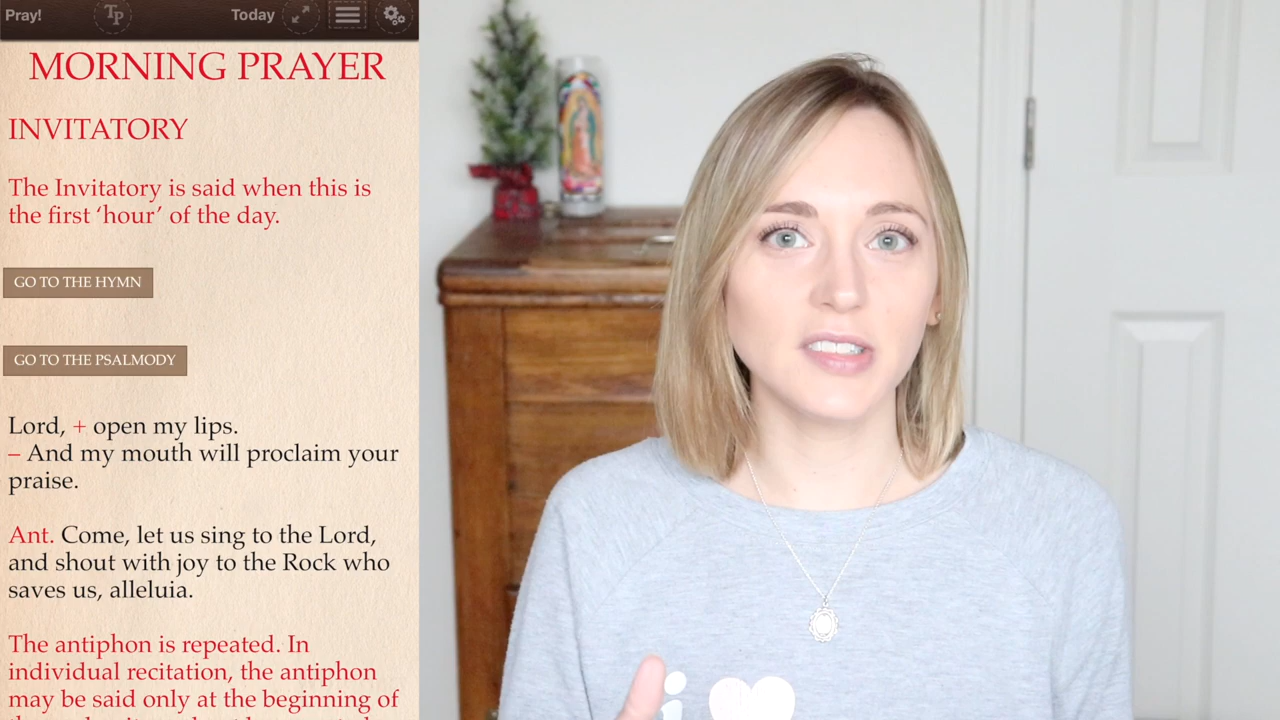 Pray!
TP
Today
MORNING PRAYER
INVITATORY
The Invitatory is said when this is
the first ‘hour’ of the day.
GO TO THE HYMN
GO TO THE PSALMODY
Lord, + open my lips.
– And my mouth will proclaim your
praise.
Ant. Come, let us sing to the Lord,
and shout with joy to the Rock who
saves us, alleluia.
The antiphon is repeated. In
individual recitation, the antiphon
may be said only at the beginning of
i